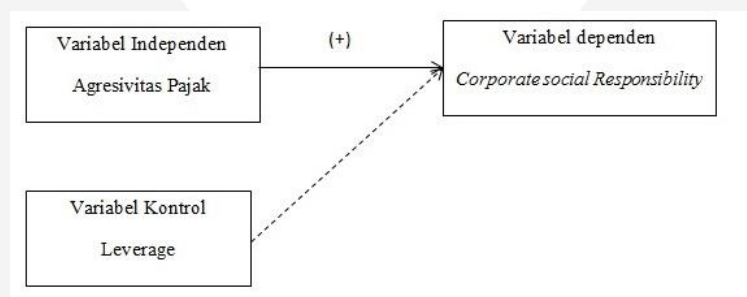 Variabel Independen
Agresivitas Pajak
(+)
Variabel dependen
Corporate social Responsibility
Variabel Kontrol
Leverage